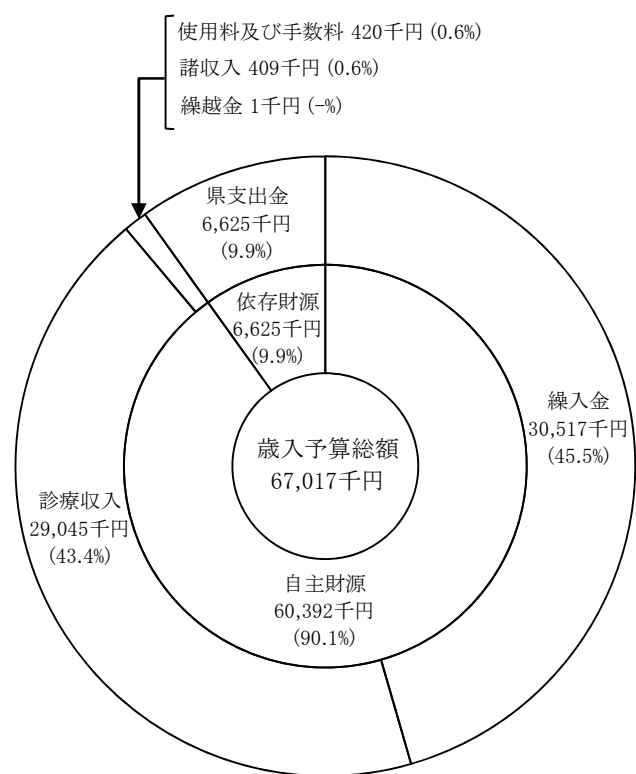 使用料及び手数料 420千円 (0.6%)
諸収入 409千円 (0.6%)
繰越金 1千円 (-%)
県支出金
6,625千円
(9.9%)
依存財源
6,625千円
(9.9%)
繰入金
30,517千円
(45.5%)
歳入予算総額
67,017千円
診療収入
29,045千円
(43.4%)
自主財源
60,392千円
(90.1%)